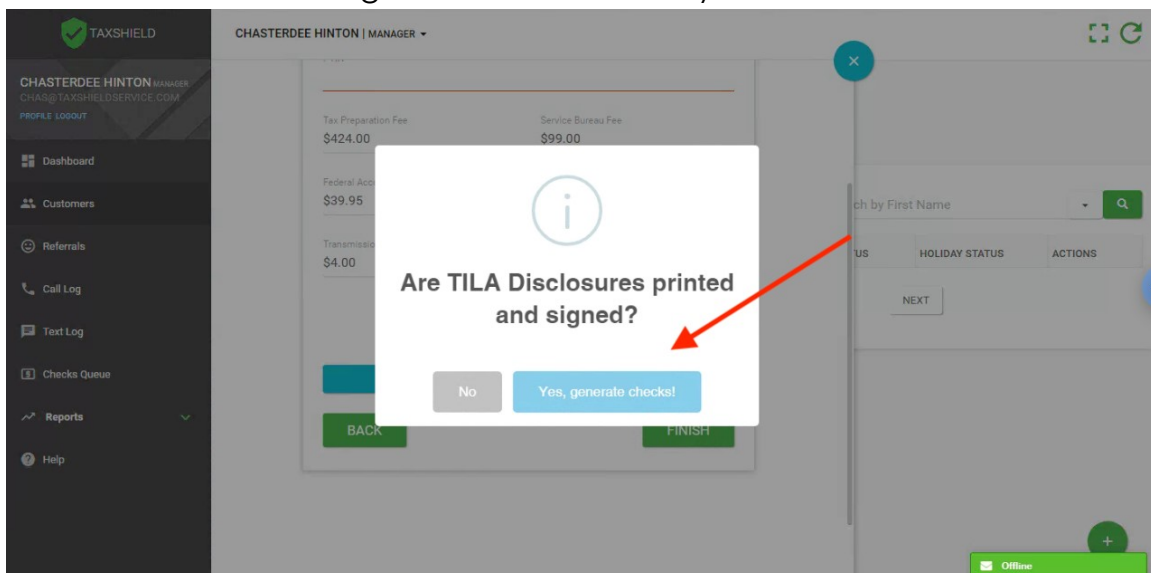 TAXSHIELD
CHASTERDEE HINTON | MANAGER
CHASTERDEE HINTON MANAGER
CHAS@TAXSHIELDSERVICE.COM
PROFILE LOGOUT
Dashboard
Customers
Referrals
Call Log
Text Log
Checks Queue
Reports
Help
Tax Preparation Fee
Service Bureau Fee
$424.00
$99.00
$39.95
$4.00
Are TILA Disclosures printed
and signed?
No
Yes, generate checks!
BACK
FINISH
by First Name
HOLIDAY STATUS
ACTIONS
NEXT
Offline